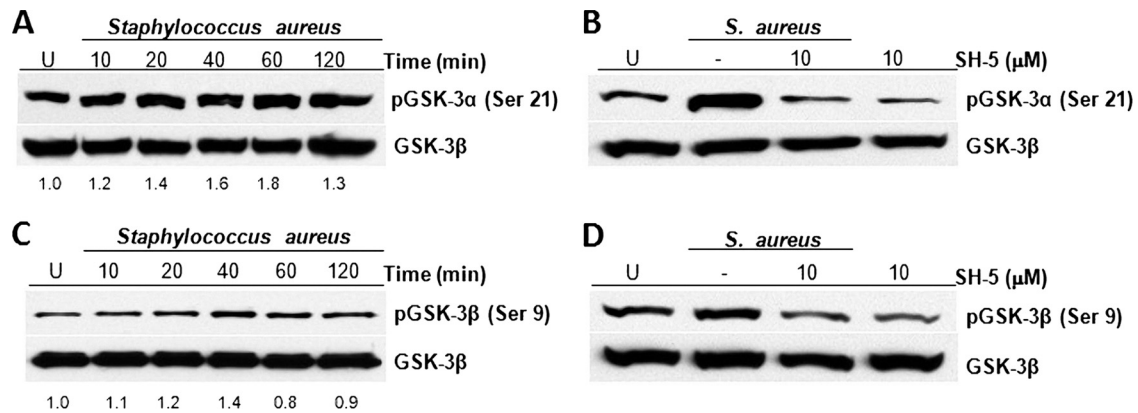 A
Staphylococcus aureus
U 10 20 40 60 120 Time (min)
pGSK-3α (Ser 21)
GSK-3β
1.0 1.2 1.4 1.6 1.8 1.3
B
S. aureus
U - 10 10 SH-5 (µM)
pGSK-3α (Ser 21)
GSK-3β
C
Staphylococcus aureus
U 10 20 40 60 120 Time (min)
pGSK-3β (Ser 9)
GSK-3β
1.0 1.1 1.2 1.4 0.8 0.9
D
S. aureus
U - 10 10 SH-5 (µM)
pGSK-3β (Ser 9)
GSK-3β